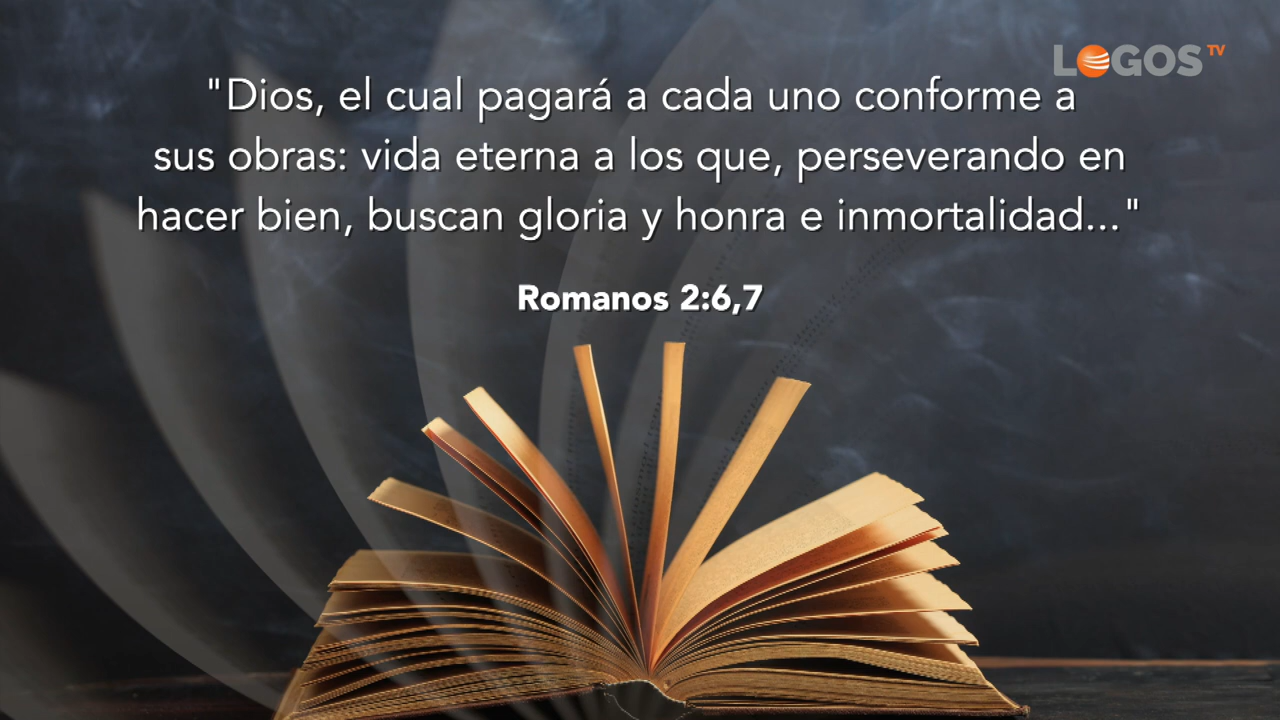 LOGOS TV
"Dios, el cual pagará a cada uno conforme a
sus obras: vida eterna a los que, perseverando en
hacer bien, buscan gloria y honra e inmortalidad..."
Romanos 2:6,7